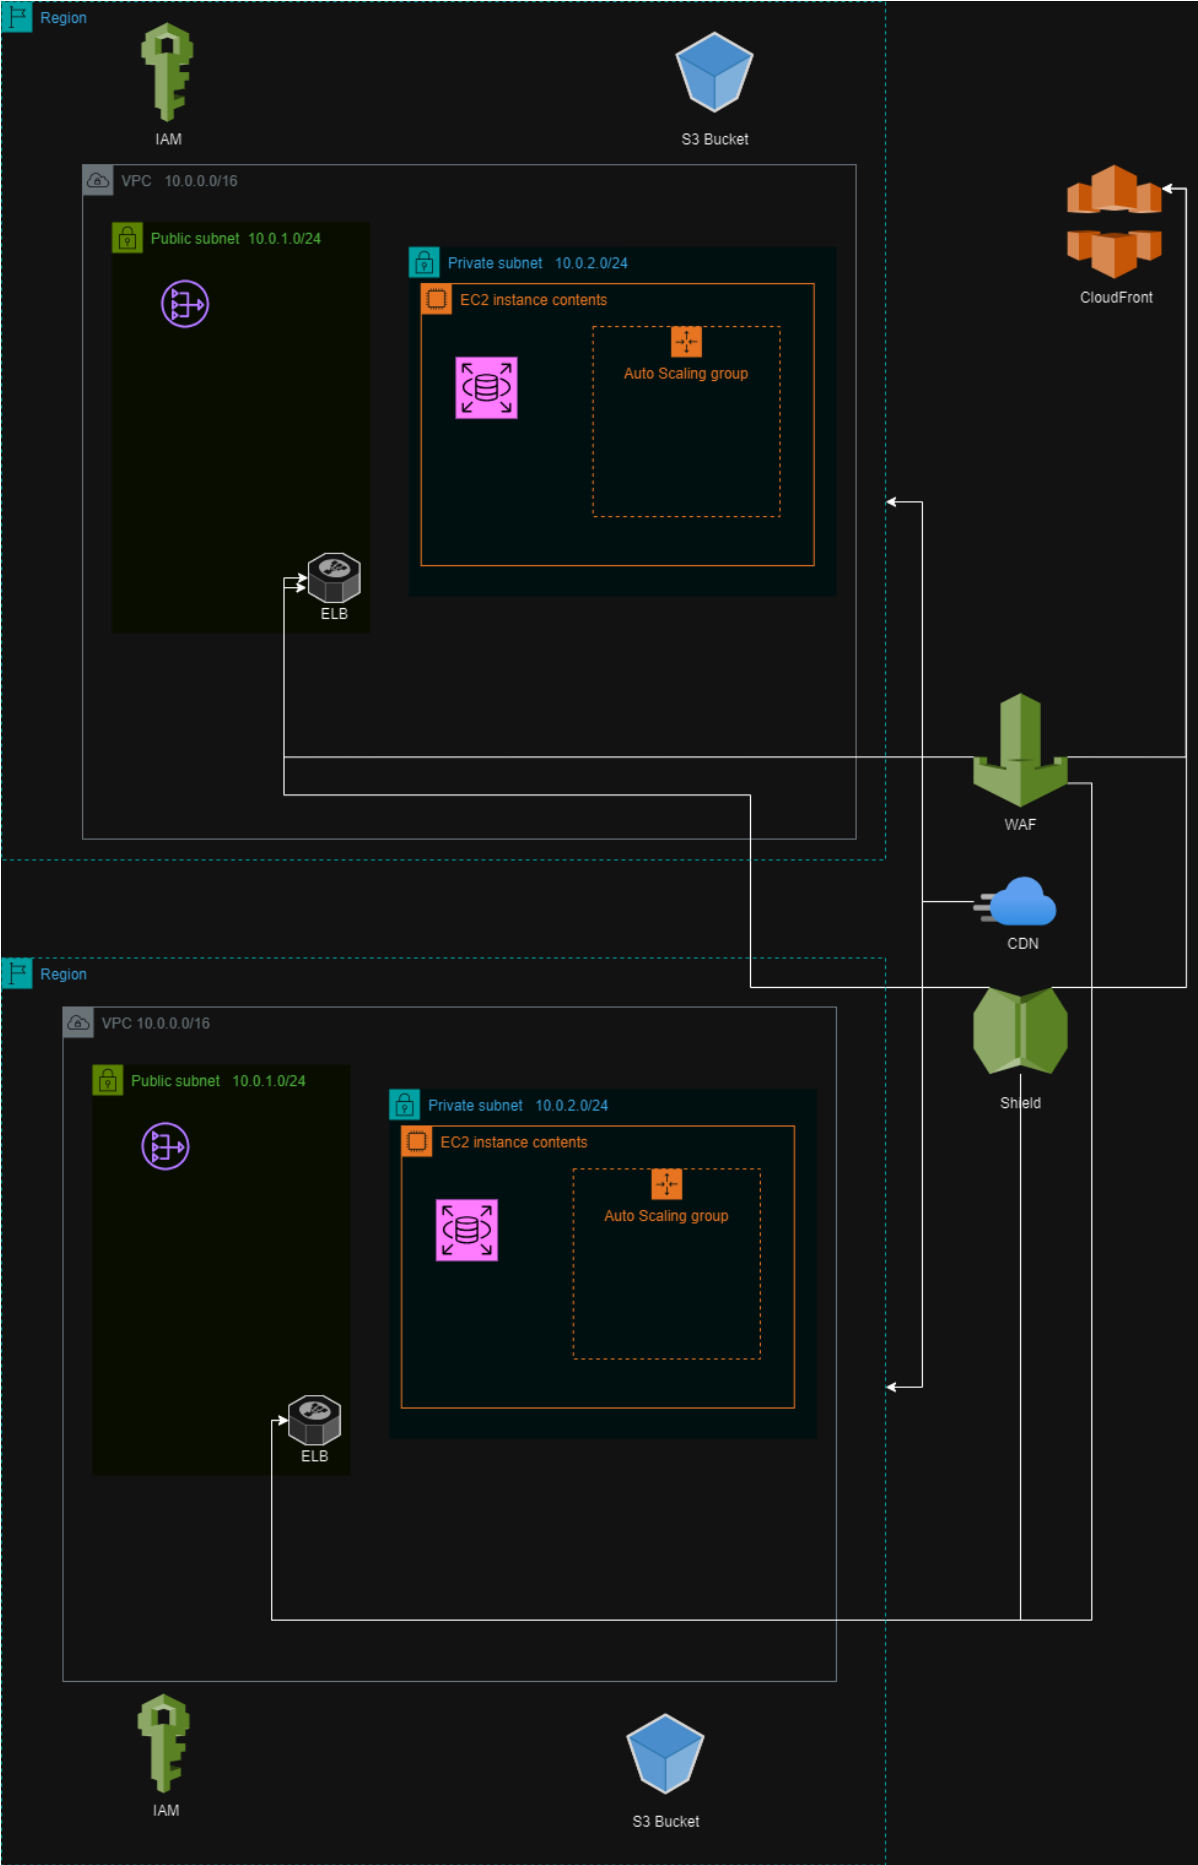 Region
IAM
S3 Bucket
VPC 10.0.0.0/16
Public subnet 10.0.1.0/24
Private subnet 10.0.2.0/24
EC2 instance contents
Auto Scaling group
ELB
CloudFront
WAF
CDN
Shield
Region
VPC 10.0.0.0/16
Public subnet 10.0.1.0/24
Private subnet 10.0.2.0/24
EC2 instance contents
Auto Scaling group
ELB
IAM
S3 Bucket